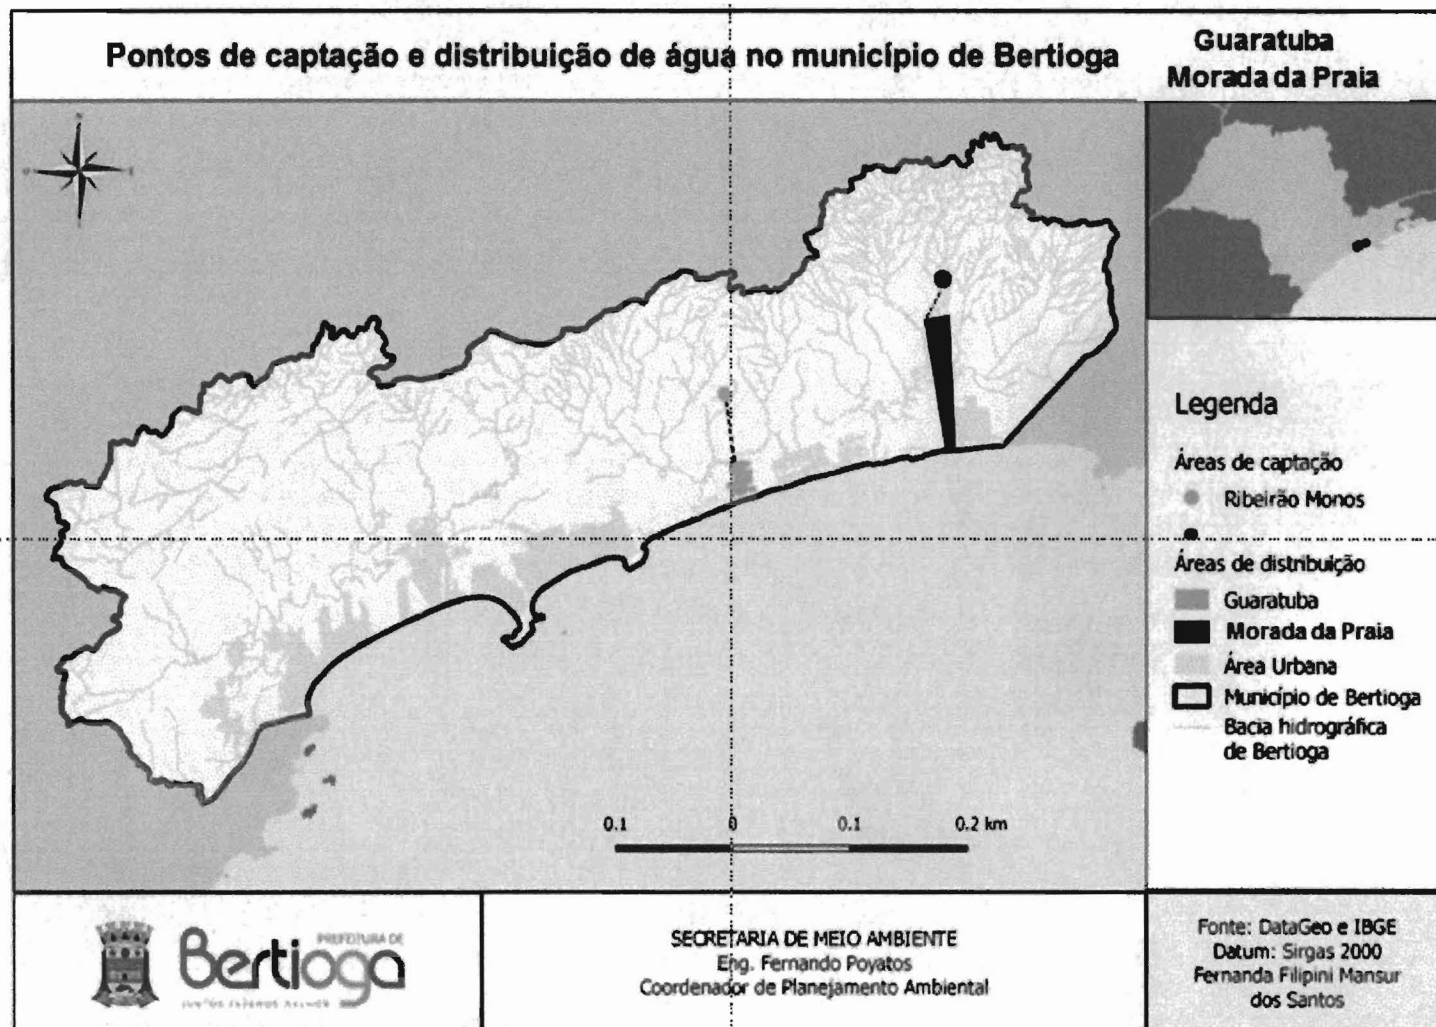 Pontos de captação e distribuição de água no município de Bertioga
Guaratuba
Morada da Praia
Legenda
Áreas de captação
Ribeirão Monos
Áreas de distribuição
Guaratuba
Morada da Praia
Área Urbana
Município de Bertioga
Bacia hidrográfica
de Bertioga
0.1 0 0.1 0.2 km
PREFEITURA DE
Bertioga
SECRETARIA DE MEIO AMBIENTE
Eng. Fernando Poyatos
Coordenador de Planejamento Ambiental
Fonte: DataGeo e IBGE
Datum: Sirgas 2000
Fernanda Filipini Mansur
dos Santos